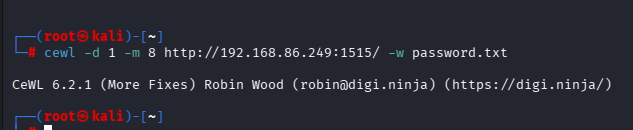 ┌──(root㉿kali)-[~]
└─# cewl -d 1 -m 8 http://192.168.86.249:1515/ -w password.txt
CeWL 6.2.1 (More Fixes) Robin Wood (robin@digi.ninja) (https://digi.ninja/)
┌──(root㉿kali)-[~]
└─#